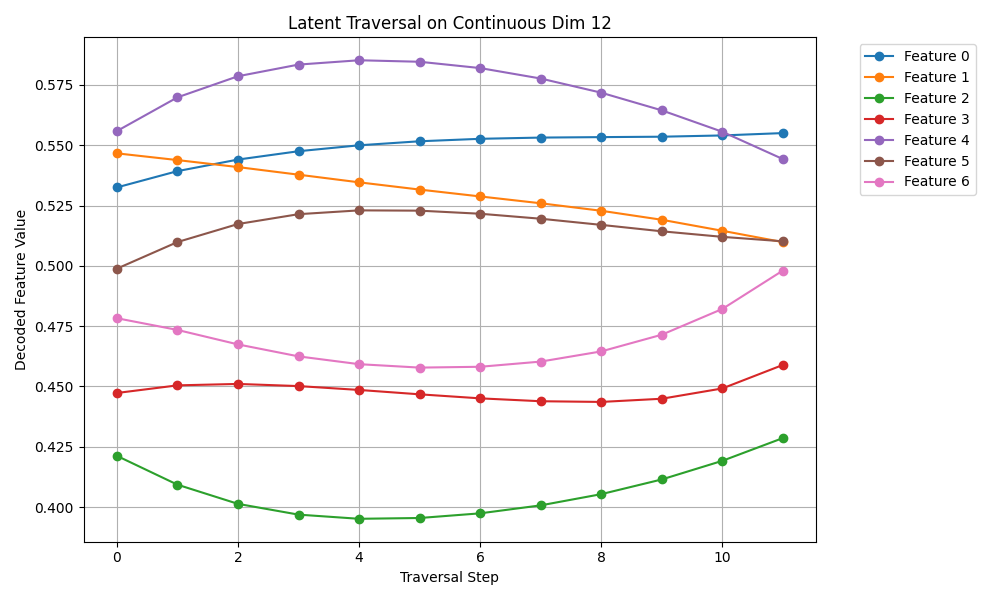 Latent Traversal on Continuous Dim 12
Decoded Feature Value
0.575
0.550
0.525
0.500
0.475
0.450
0.425
0.400
0 2 4 6 8 10
Traversal Step
Feature 0
Feature 1
Feature 2
Feature 3
Feature 4
Feature 5
Feature 6